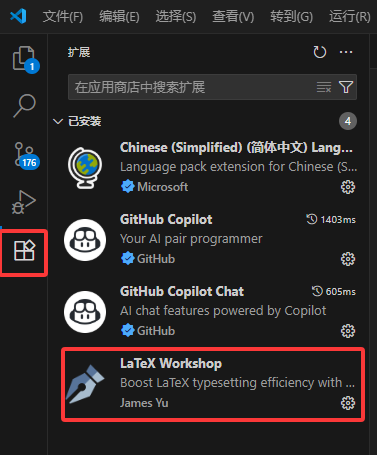 文件(F) 编辑(E) 选择(S) 查看(V) 转到(G) 运行(R)
扩展
在应用商店中搜索扩展
已安装 4
Chinese (Simplified) (简体中文) Lang...
Language pack extension for Chinese (S...
Microsoft
GitHub Copilot 1403ms
Your AI pair programmer
GitHub
GitHub Copilot Chat 605ms
AI chat features powered by Copilot
GitHub
LaTeX Workshop
Boost LaTeX typesetting efficiency with ...
James Yu
1
176